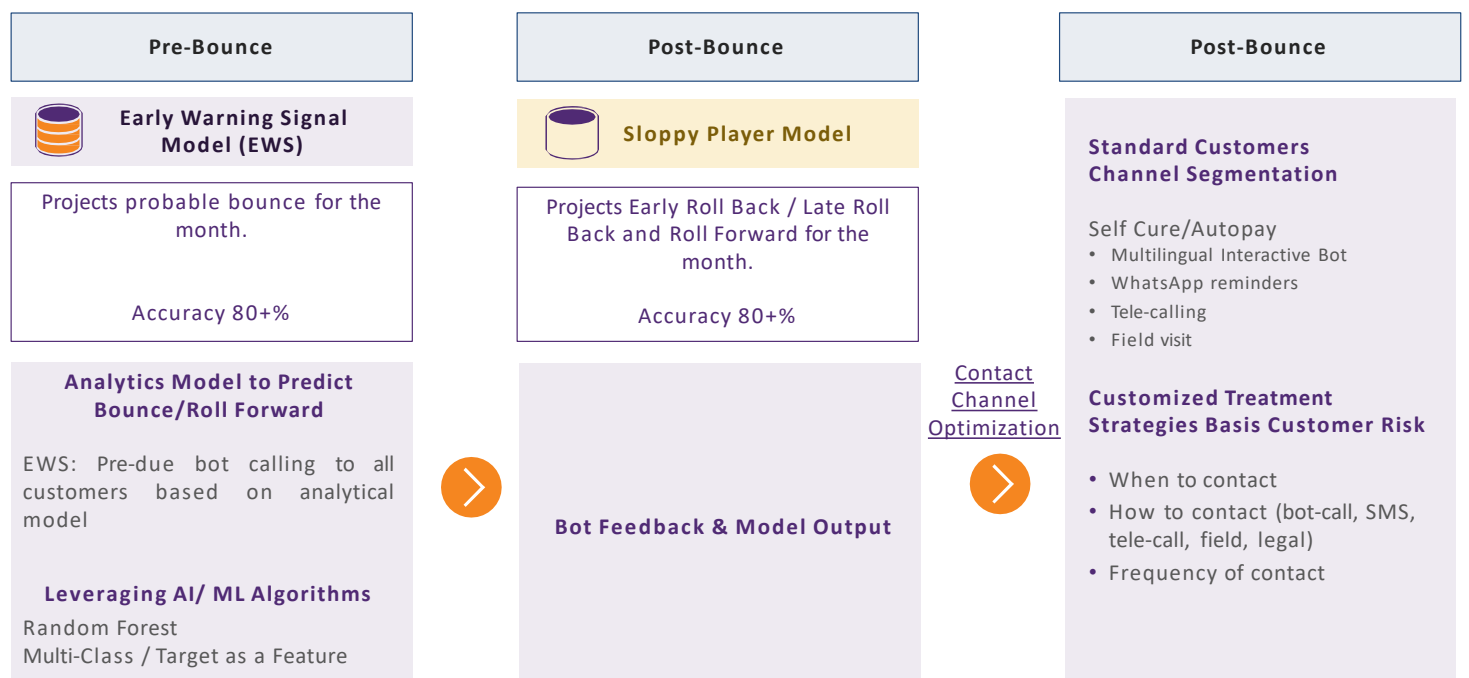 Pre-Bounce
Early Warning Signal
Model (EWS)
Projects probable bounce for the
month.
Accuracy 80+%
Analytics Model to Predict
Bounce/Roll Forward
EWS: Pre-due bot calling to all
customers based on analytical
model
Leveraging AI/ ML Algorithms
Random Forest
Multi-Class / Target as a Feature
Post-Bounce
Sloppy Player Model
Projects Early Roll Back / Late Roll
Back and Roll Forward for the
month.
Accuracy 80+%
Bot Feedback & Model Output
Contact
Channel
Optimization
Post-Bounce
Standard Customers
Channel Segmentation
Self Cure/Autopay
• Multilingual Interactive Bot
• WhatsApp reminders
• Tele-calling
• Field visit
Customized Treatment
Strategies Basis Customer Risk
• When to contact
• How to contact (bot-call, SMS,
tele-call, field, legal)
• Frequency of contact